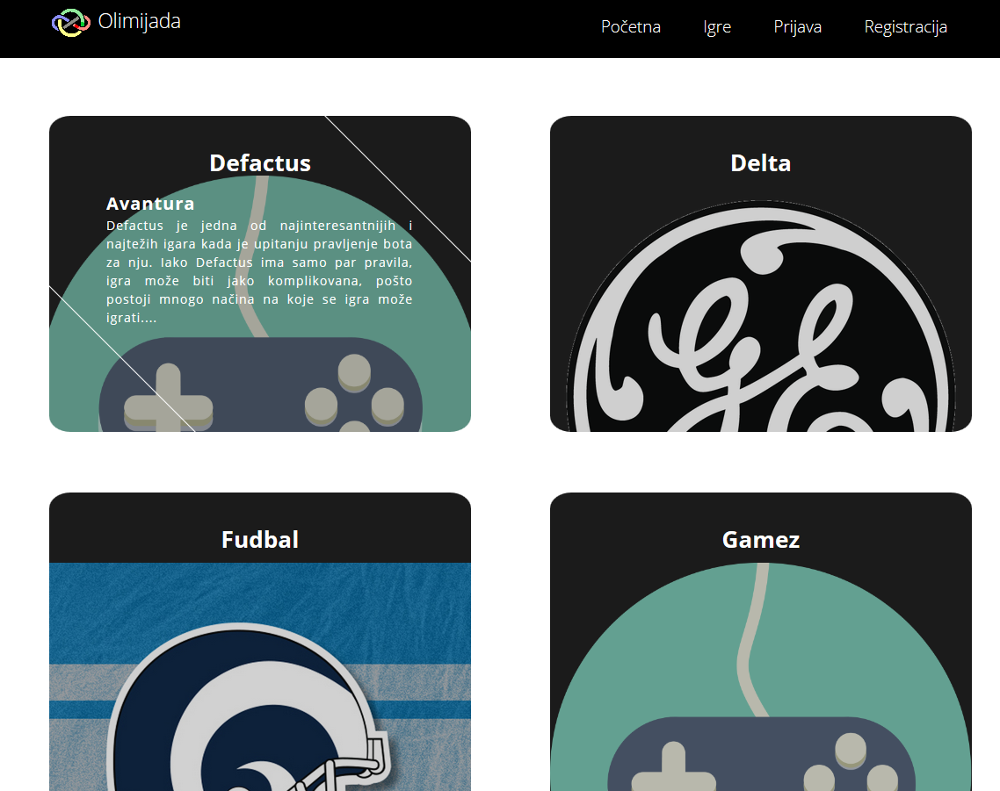 Olimijada
Početna
Igre
Prijava
Registracija
Defactus
Avantura
Defactus je jedna od najinteresantnijih i
najtežih igara kada je upitanju pravljenje bota
za nju. Iako Defactus ima samo par pravila,
igra može biti jako komplikovana, pošto
postoji mnogo načina na koje se igra može
igrati....
Delta
GE
Fudbal
Gamez